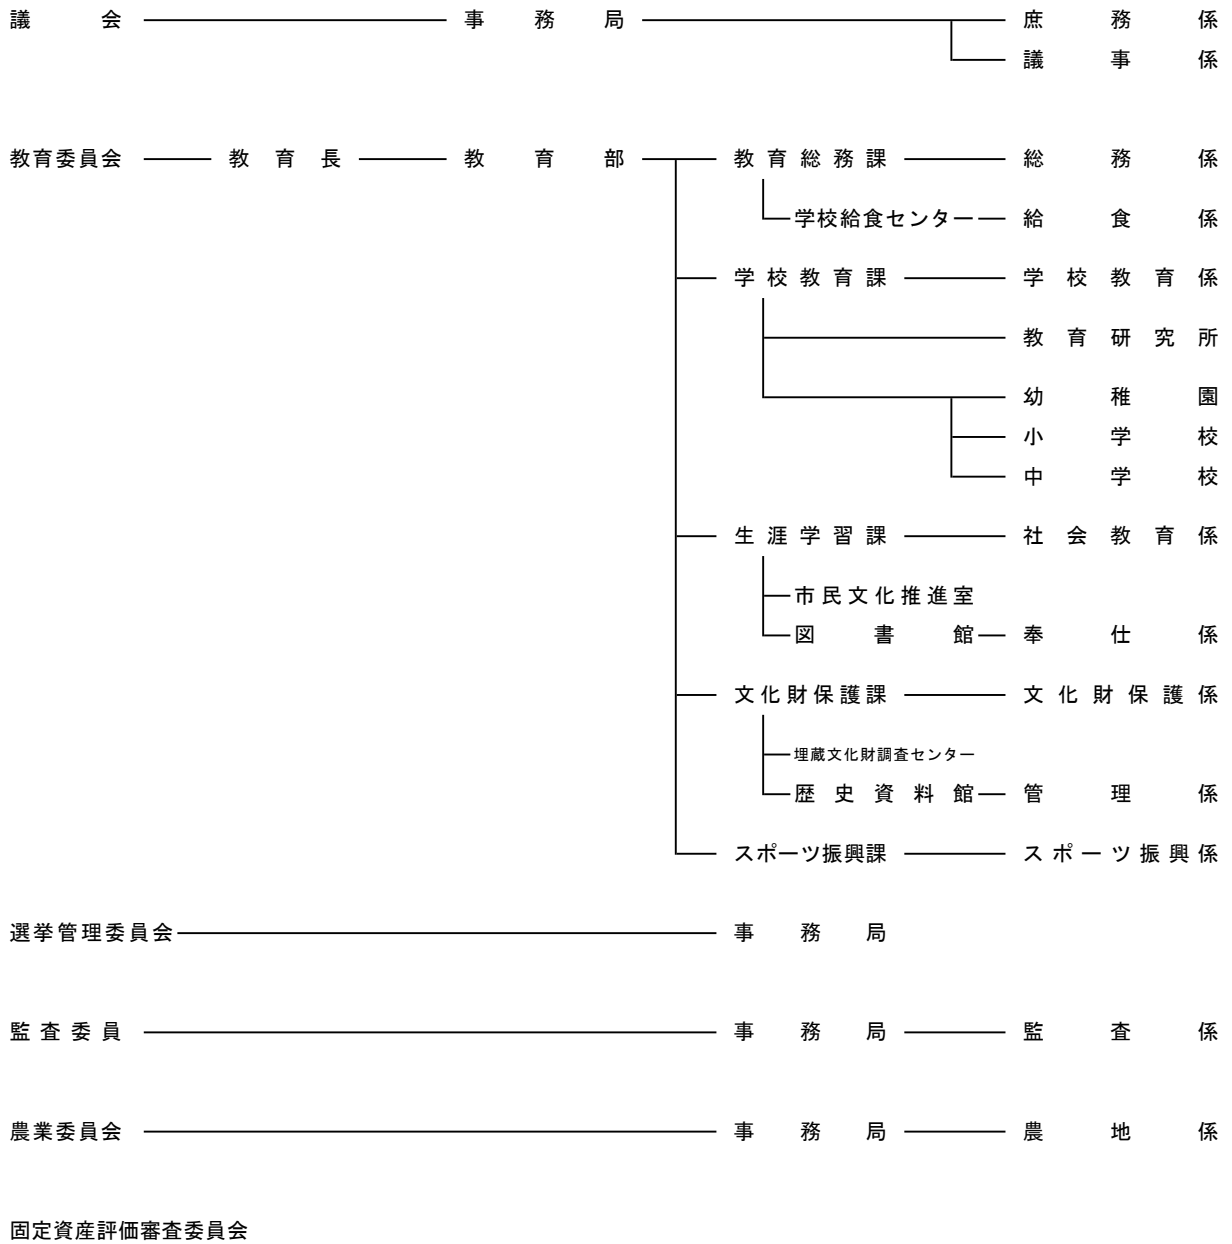 議会 事務局 庶務係
議事係
教育委員会 教育長 教育部 教育総務課 総務係
学校給食センター 給食係
学校教育課 学校教育係
教育研究所
幼稚園
小学校
中学校
生涯学習課 社会教育係
市民文化推進室
図書館 奉仕係
文化財保護課 文化財保護係
埋蔵文化財調査センター
歴史資料館 管理係
スポーツ振興課 スポーツ振興係
選挙管理委員会 事務局
監査委員 事務局 監査係
農業委員会 事務局 農地係
固定資産評価審査委員会